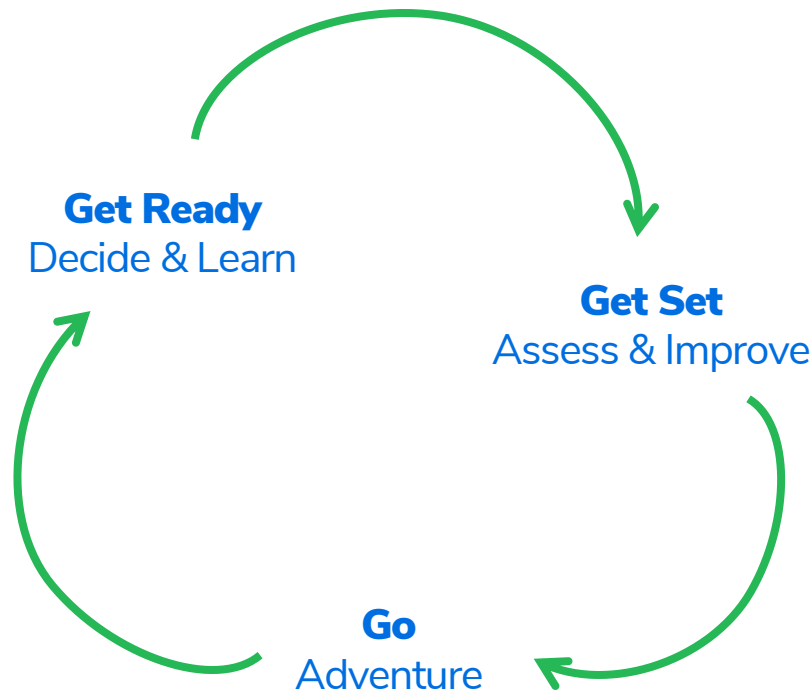 Get Ready
Decide & Learn
Get Set
Assess & Improve
Go
Adventure